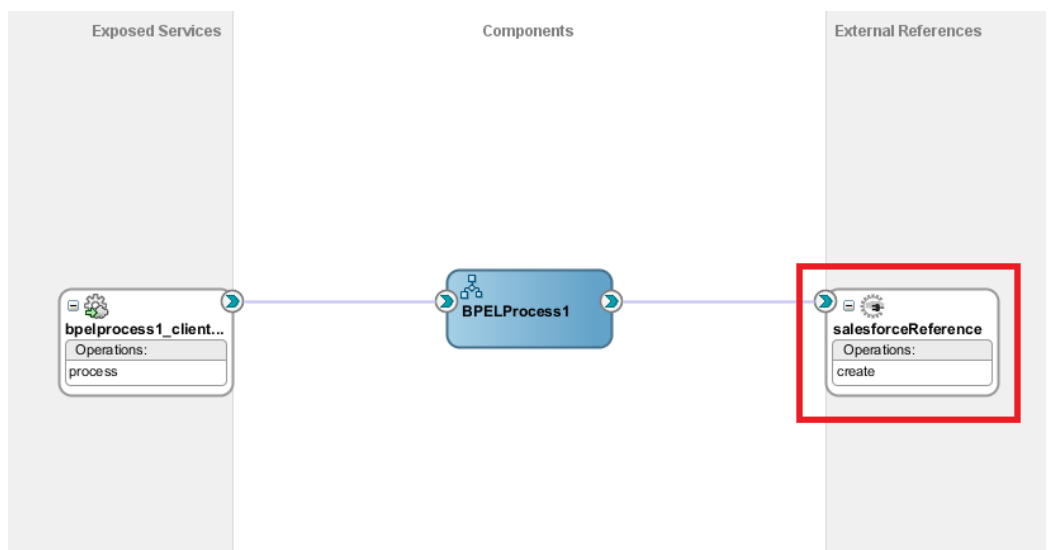 Exposed Services
Components
External References
bpelprocess1_client...
Operations:
process
BPELProcess1
salesforceReference
Operations:
create